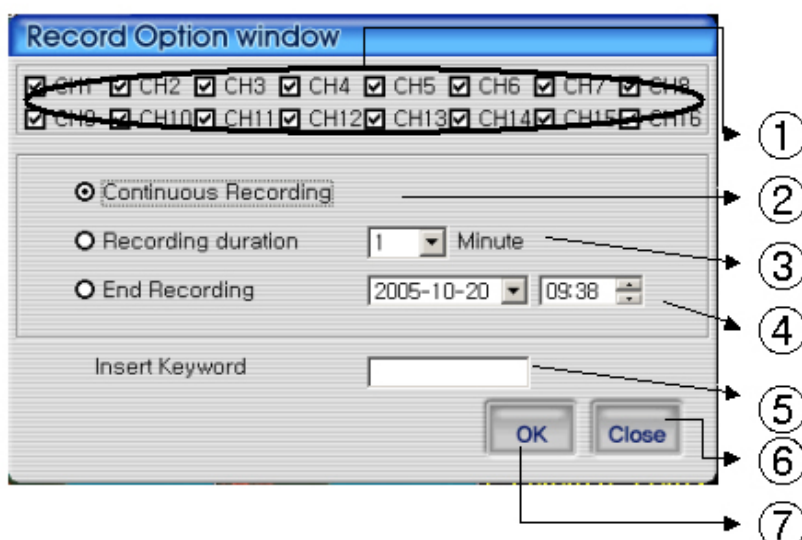 Record Option window
CH1 CH2 CH3 CH4 CH5 CH6 CH7 CH8
CH9 CH10 CH11 CH12 CH13 CH14 CH15 CH16
①
Continuous Recording
②
Recording duration 1 Minute
③
End Recording 2005-10-20 09:38
④
Insert Keyword
⑤
OK Close
⑥
⑦